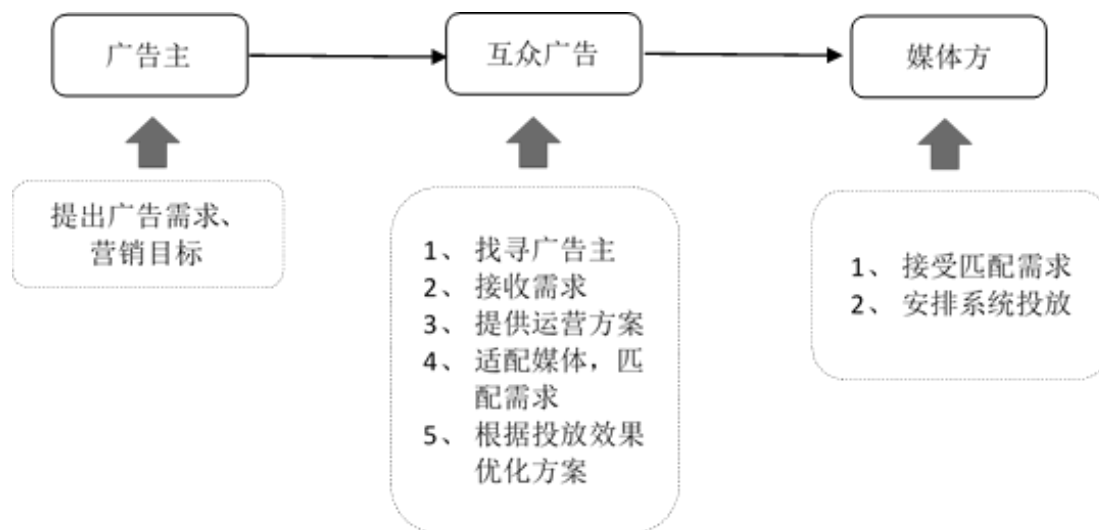 广告主
互众广告
媒体方
提出广告需求、
营销目标
1、 找寻广告主
2、 接收需求
3、 提供运营方案
4、 适配媒体，匹
配需求
5、 根据投放效果
优化方案
1、 接受匹配需求
2、 安排系统投放